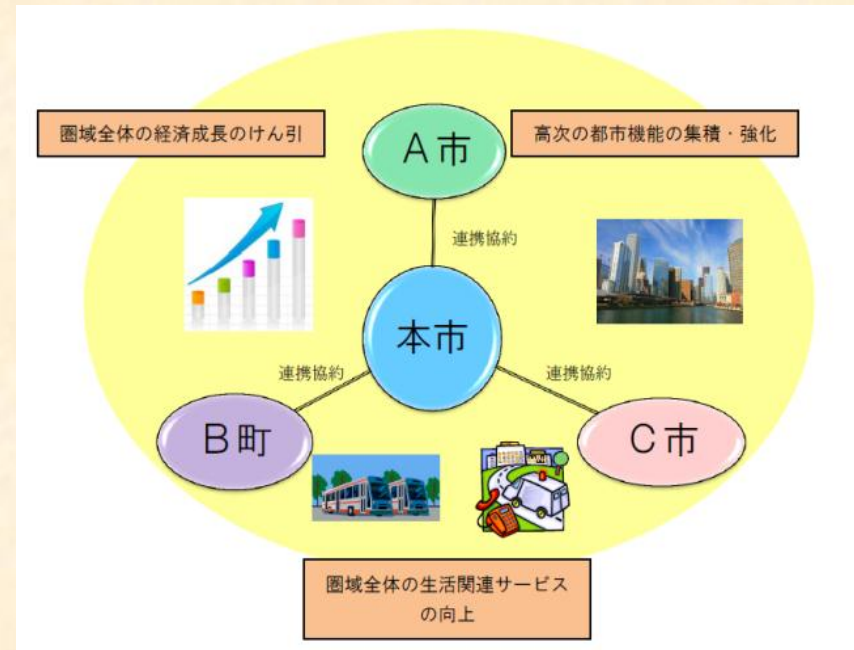 圏域全体の経済成長のけん引
A市
高次の都市機能の集積・強化
連携協約
本市
連携協約
連携協約
B町
C市
圏域全体の生活関連サービス
の向上